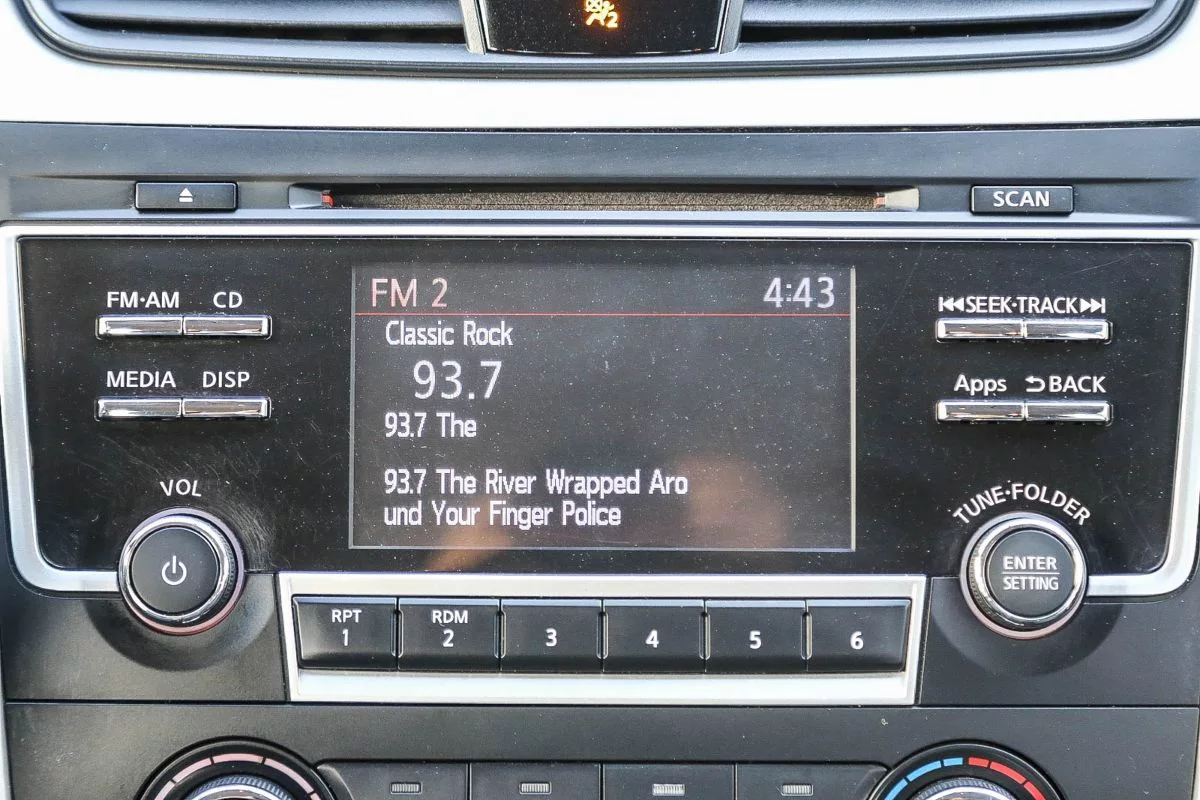 2
SCAN
FM·AM CD
MEDIA DISP
VOL
FM 2 4:43
Classic Rock
93.7
93.7 The
93.7 The River Wrapped Aro
und Your Finger Police
SEEK·TRACK
Apps BACK
TUNE·FOLDER
ENTER
SETTING
RPT RDM
1 2 3 4 5 6